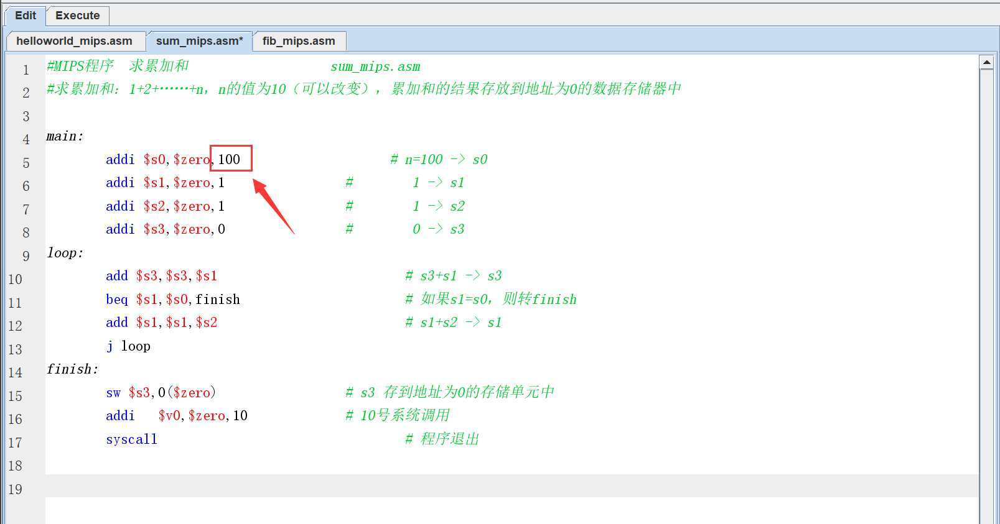 Edit Execute
helloworld_mips.asm sum_mips.asm* fib_mips.asm
1 #MIPS程序 求累加和 sum_mips.asm
2 #求累加和: 1+2+……+n, n的值为10（可以改变）, 累加和的结果存放到地址为0的数据存储器中
3
4 main:
5 addi $s0,$zero,100 # n=100 -> s0
6 addi $s1,$zero,1 # 1 -> s1
7 addi $s2,$zero,1 # 1 -> s2
8 addi $s3,$zero,0 # 0 -> s3
9 loop:
10 add $s3,$s3,$s1 # s3+s1 -> s3
11 beq $s1,$s0,finish # 如果s1=s0, 则转finish
12 add $s1,$s1,$s2 # s1+s2 -> s1
13 j loop
14 finish:
15 sw $s3,0($zero) # s3 存到地址为0的存储单元中
16 addi $v0,$zero,10 # 10号系统调用
17 syscall # 程序退出
18
19